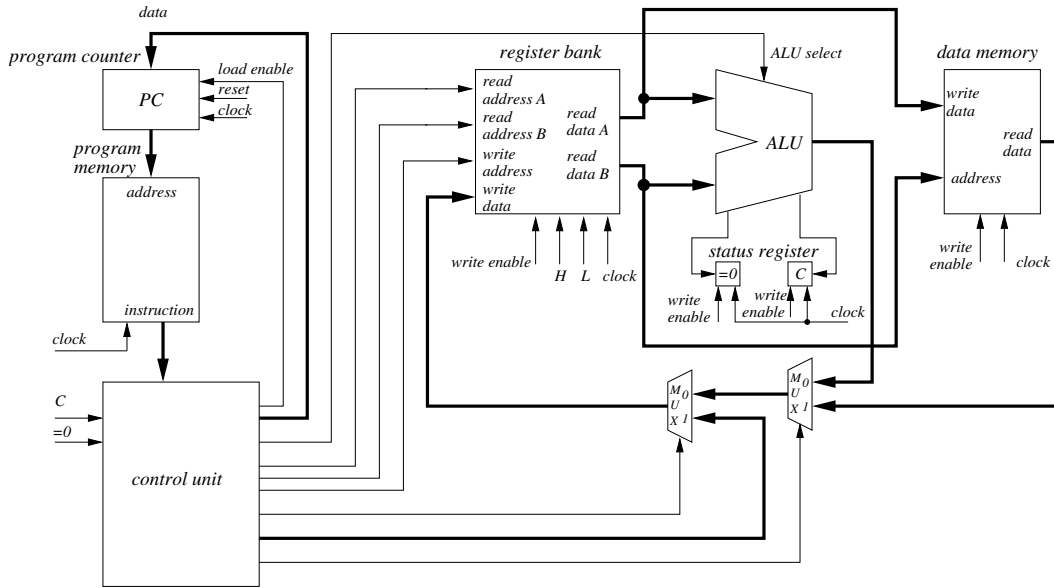 data
program counter
load enable
reset
clock
PC
program
memory
address
instruction
clock
C
=0
control unit
register bank
read
address A
read
address B
write
address
write
data
read
data A
read
data B
write enable
H
L
clock
ALU select
ALU
status register
=0
C
write
enable
write
enable
clock
data memory
write
data
read
data
address
write
enable
clock
M 0
U
X 1
M 0
U
X 1